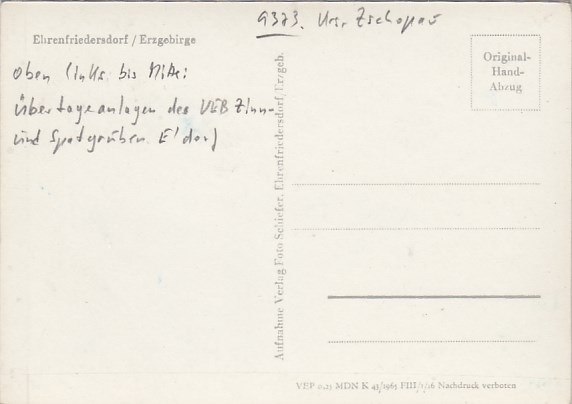 9373. Krs. Zschopau
Ehrenfriedersdorf / Erzgebirge
Oben links bis Mitte:
Übertageanlagen des VEB Zinn-
und Spatgruben E'dorf
Original-
Hand-
Abzug
Aufnahme Verlag Foto Schiefer, Ehrenfriedersdorf/Erzgeb.
VEP 0.25 MDN K 43/1965 FIII/1/16 Nachdruck verboten